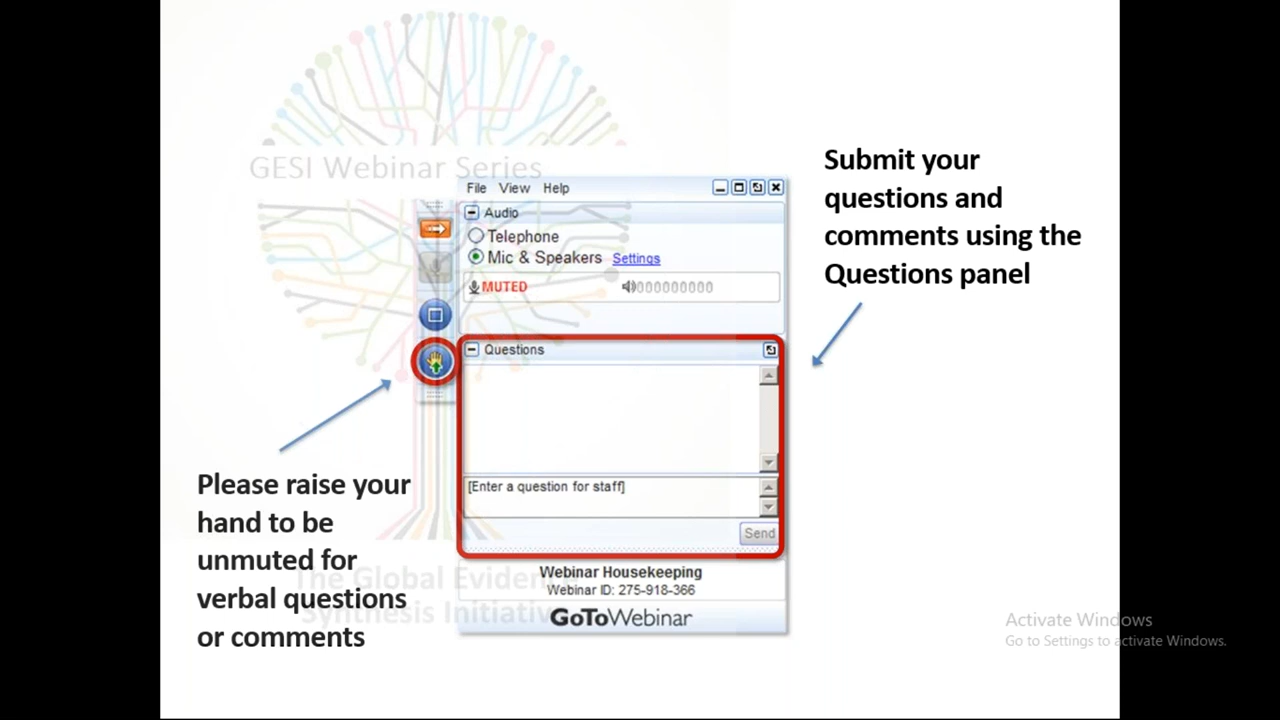 GESI Webinar Series
File View Help
Audio
Telephone
Mic & Speakers Settings
MUTED 000000000
Questions
[Enter a question for staff]
Send
Webinar Housekeeping
Webinar ID: 275-918-366
GoToWebinar
Submit your
questions and
comments using the
Questions panel
Please raise your
hand to be
unmuted for
verbal questions
or comments
The Global Evidence
Synthesis Initiative
Activate Windows
Go to Settings to activate Windows.